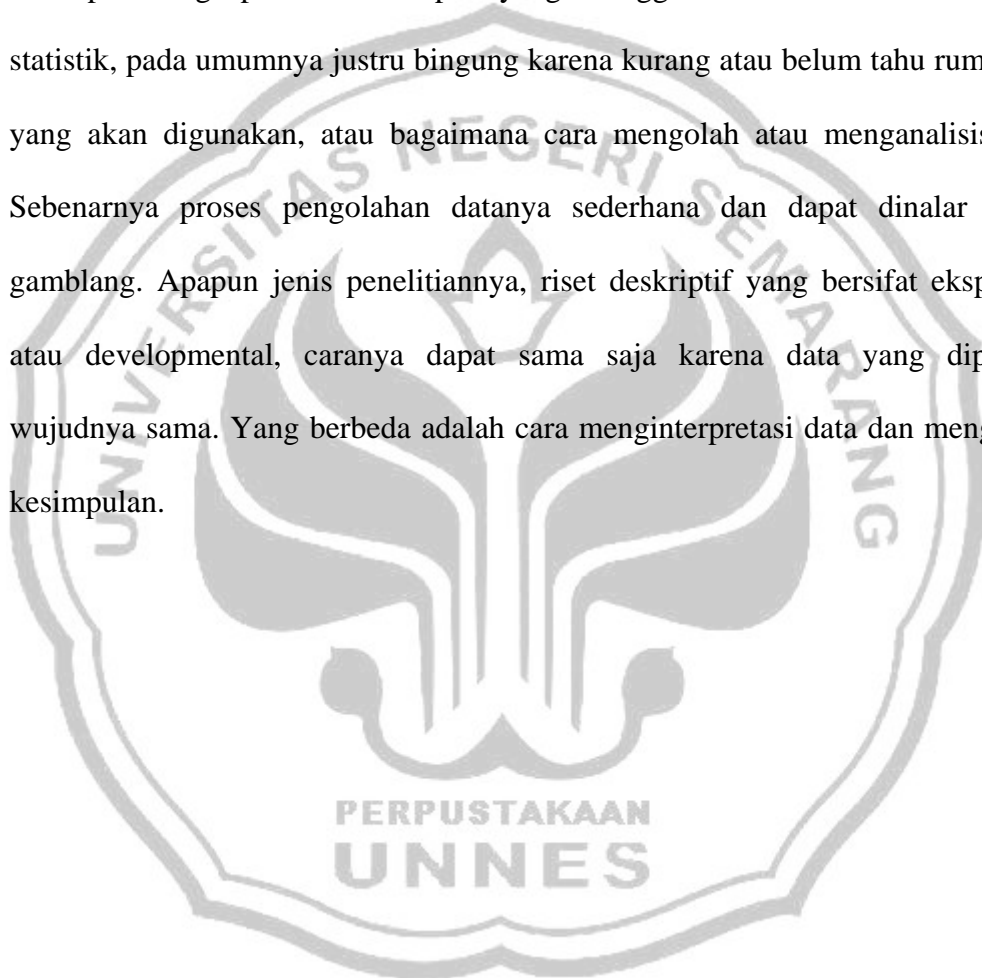 statistik, pada umumnya justru bingung karena kurang atau belum tahu rum
yang akan digunakan, atau bagaimana cara mengolah atau menganalisis
Sebenarnya proses pengolahan datanya sederhana dan dapat dinalar
gamblang. Apapun jenis penelitiannya, riset deskriptif yang bersifat eksp
atau developmental, caranya dapat sama saja karena data yang dip
wujudnya sama. Yang berbeda adalah cara menginterpretasi data dan meng
kesimpulan.
UNIVERSITAS NEGERI SEMARANG
PERPUSTAKAAN
UNNES